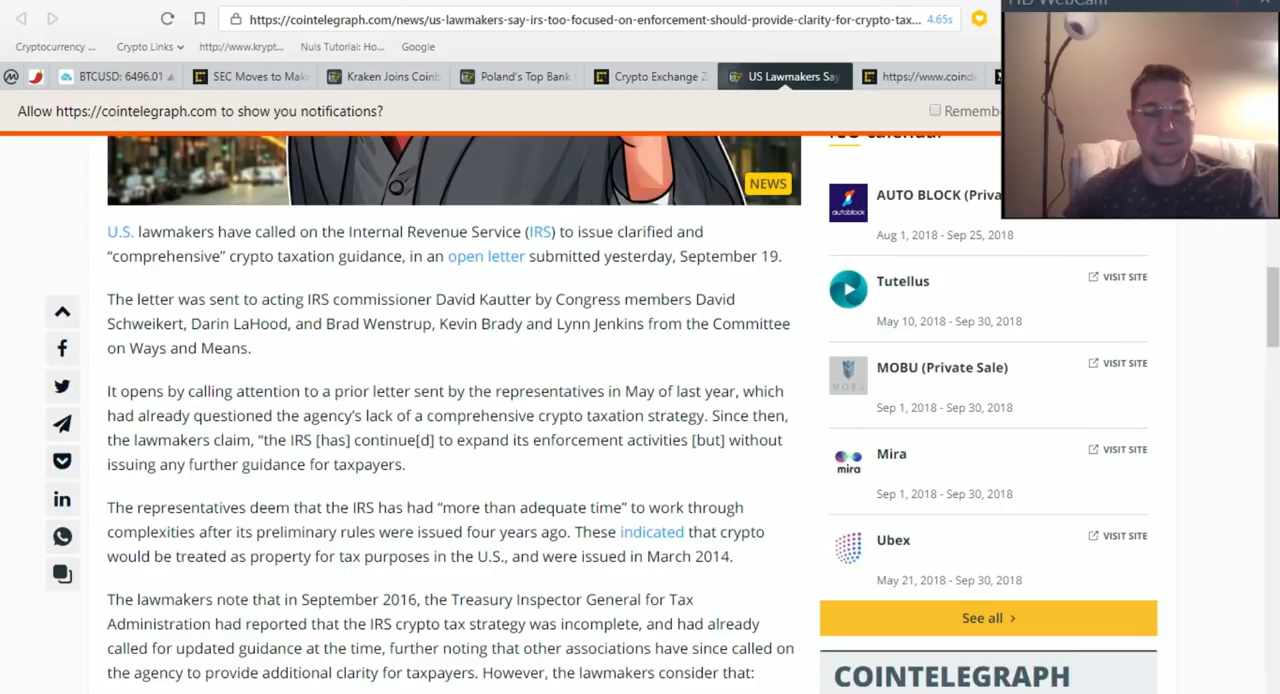 HD WebCam
https://cointelegraph.com/news/us-lawmakers-say-irs-too-focused-on-enforcement-should-provide-clarity-for-crypto-tax... 4.65s
Cryptocurrency ... Crypto Links http://www.krypt... Nuls Tutorial: Ho... Google
BTCUSD: 6496.01 SEC Moves to Mak Kraken Joins Coinb Poland's Top Bank Crypto Exchange Z US Lawmakers Say https://www.coind
Allow https://cointelegraph.com to show you notifications? Rememb
ICO Calendar
NEWS
U.S. lawmakers have called on the Internal Revenue Service (IRS) to issue clarified and
“comprehensive” crypto taxation guidance, in an open letter submitted yesterday, September 19.
The letter was sent to acting IRS commissioner David Kautter by Congress members David
Schweikert, Darin LaHood, and Brad Wenstrup, Kevin Brady and Lynn Jenkins from the Committee
on Ways and Means.
It opens by calling attention to a prior letter sent by the representatives in May of last year, which
had already questioned the agency’s lack of a comprehensive crypto taxation strategy. Since then,
the lawmakers claim, “the IRS [has] continue[d] to expand its enforcement activities [but] without
issuing any further guidance for taxpayers.
The representatives deem that the IRS has had “more than adequate time” to work through
complexities after its preliminary rules were issued four years ago. These indicated that crypto
would be treated as property for tax purposes in the U.S., and were issued in March 2014.
The lawmakers note that in September 2016, the Treasury Inspector General for Tax
Administration had reported that the IRS crypto tax strategy was incomplete, and had already
called for updated guidance at the time, further noting that other associations have since called on
the agency to provide additional clarity for taxpayers. However, the lawmakers consider that:
autoblock
AUTO BLOCK (Priva
Aug 1, 2018 - Sep 25, 2018
Tutellus VISIT SITE
May 10, 2018 - Sep 30, 2018
MOBU
MOBU (Private Sale) VISIT SITE
Sep 1, 2018 - Sep 30, 2018
mira
Mira VISIT SITE
Sep 1, 2018 - Sep 30, 2018
Ubex VISIT SITE
May 21, 2018 - Sep 30, 2018
See all >
COINTELEGRAPH